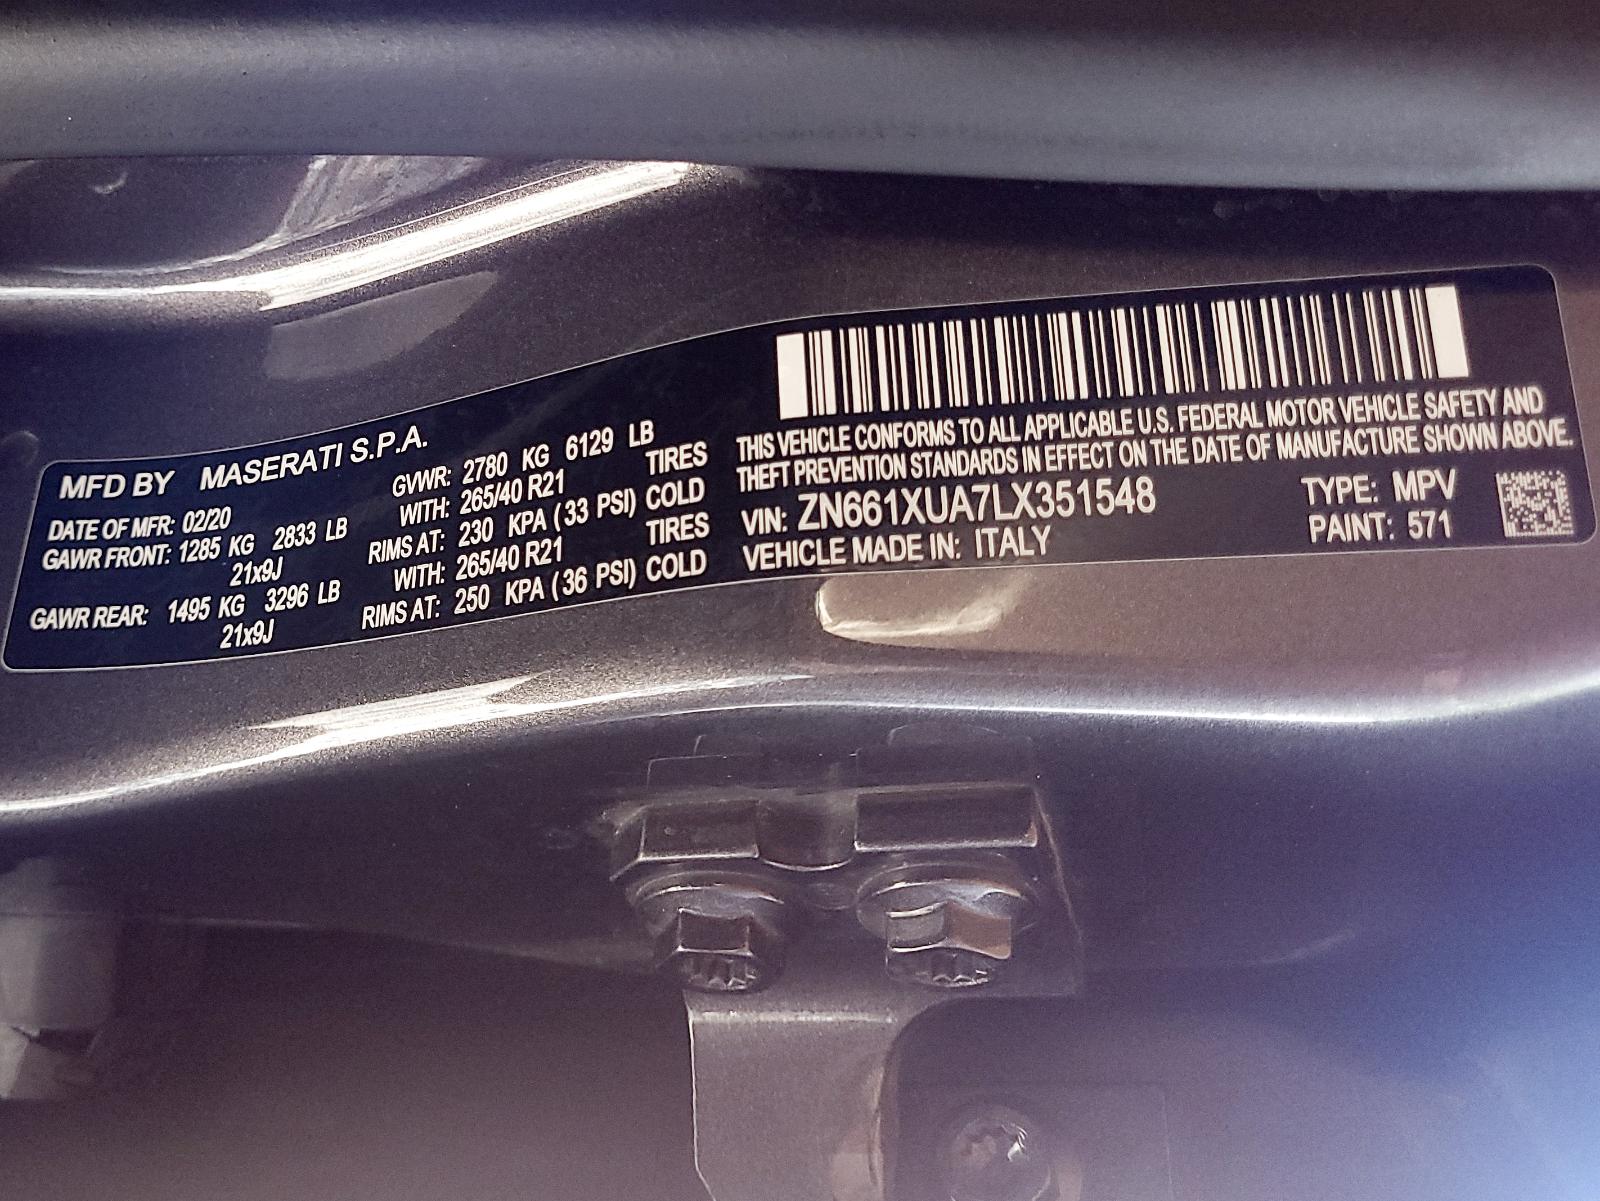 MFD BY MASERATI S.P.A.
DATE OF MFR: 02/20
GAWR FRONT: 1285 KG 2833 LB
21x9J
GAWR REAR: 1495 KG 3296 LB
21x9J
GVWR: 2780 KG 6129 LB
WITH: 265/40 R21 TIRES
RIMS AT: 230 KPA (33 PSI) COLD
WITH: 265/40 R21 TIRES
RIMS AT: 250 KPA (36 PSI) COLD
THIS VEHICLE CONFORMS TO ALL APPLICABLE U.S. FEDERAL MOTOR VEHICLE SAFETY AND
THEFT PREVENTION STANDARDS IN EFFECT ON THE DATE OF MANUFACTURE SHOWN ABOVE.
VIN: ZN661XUA7LX351548
VEHICLE MADE IN: ITALY
TYPE: MPV
PAINT: 571